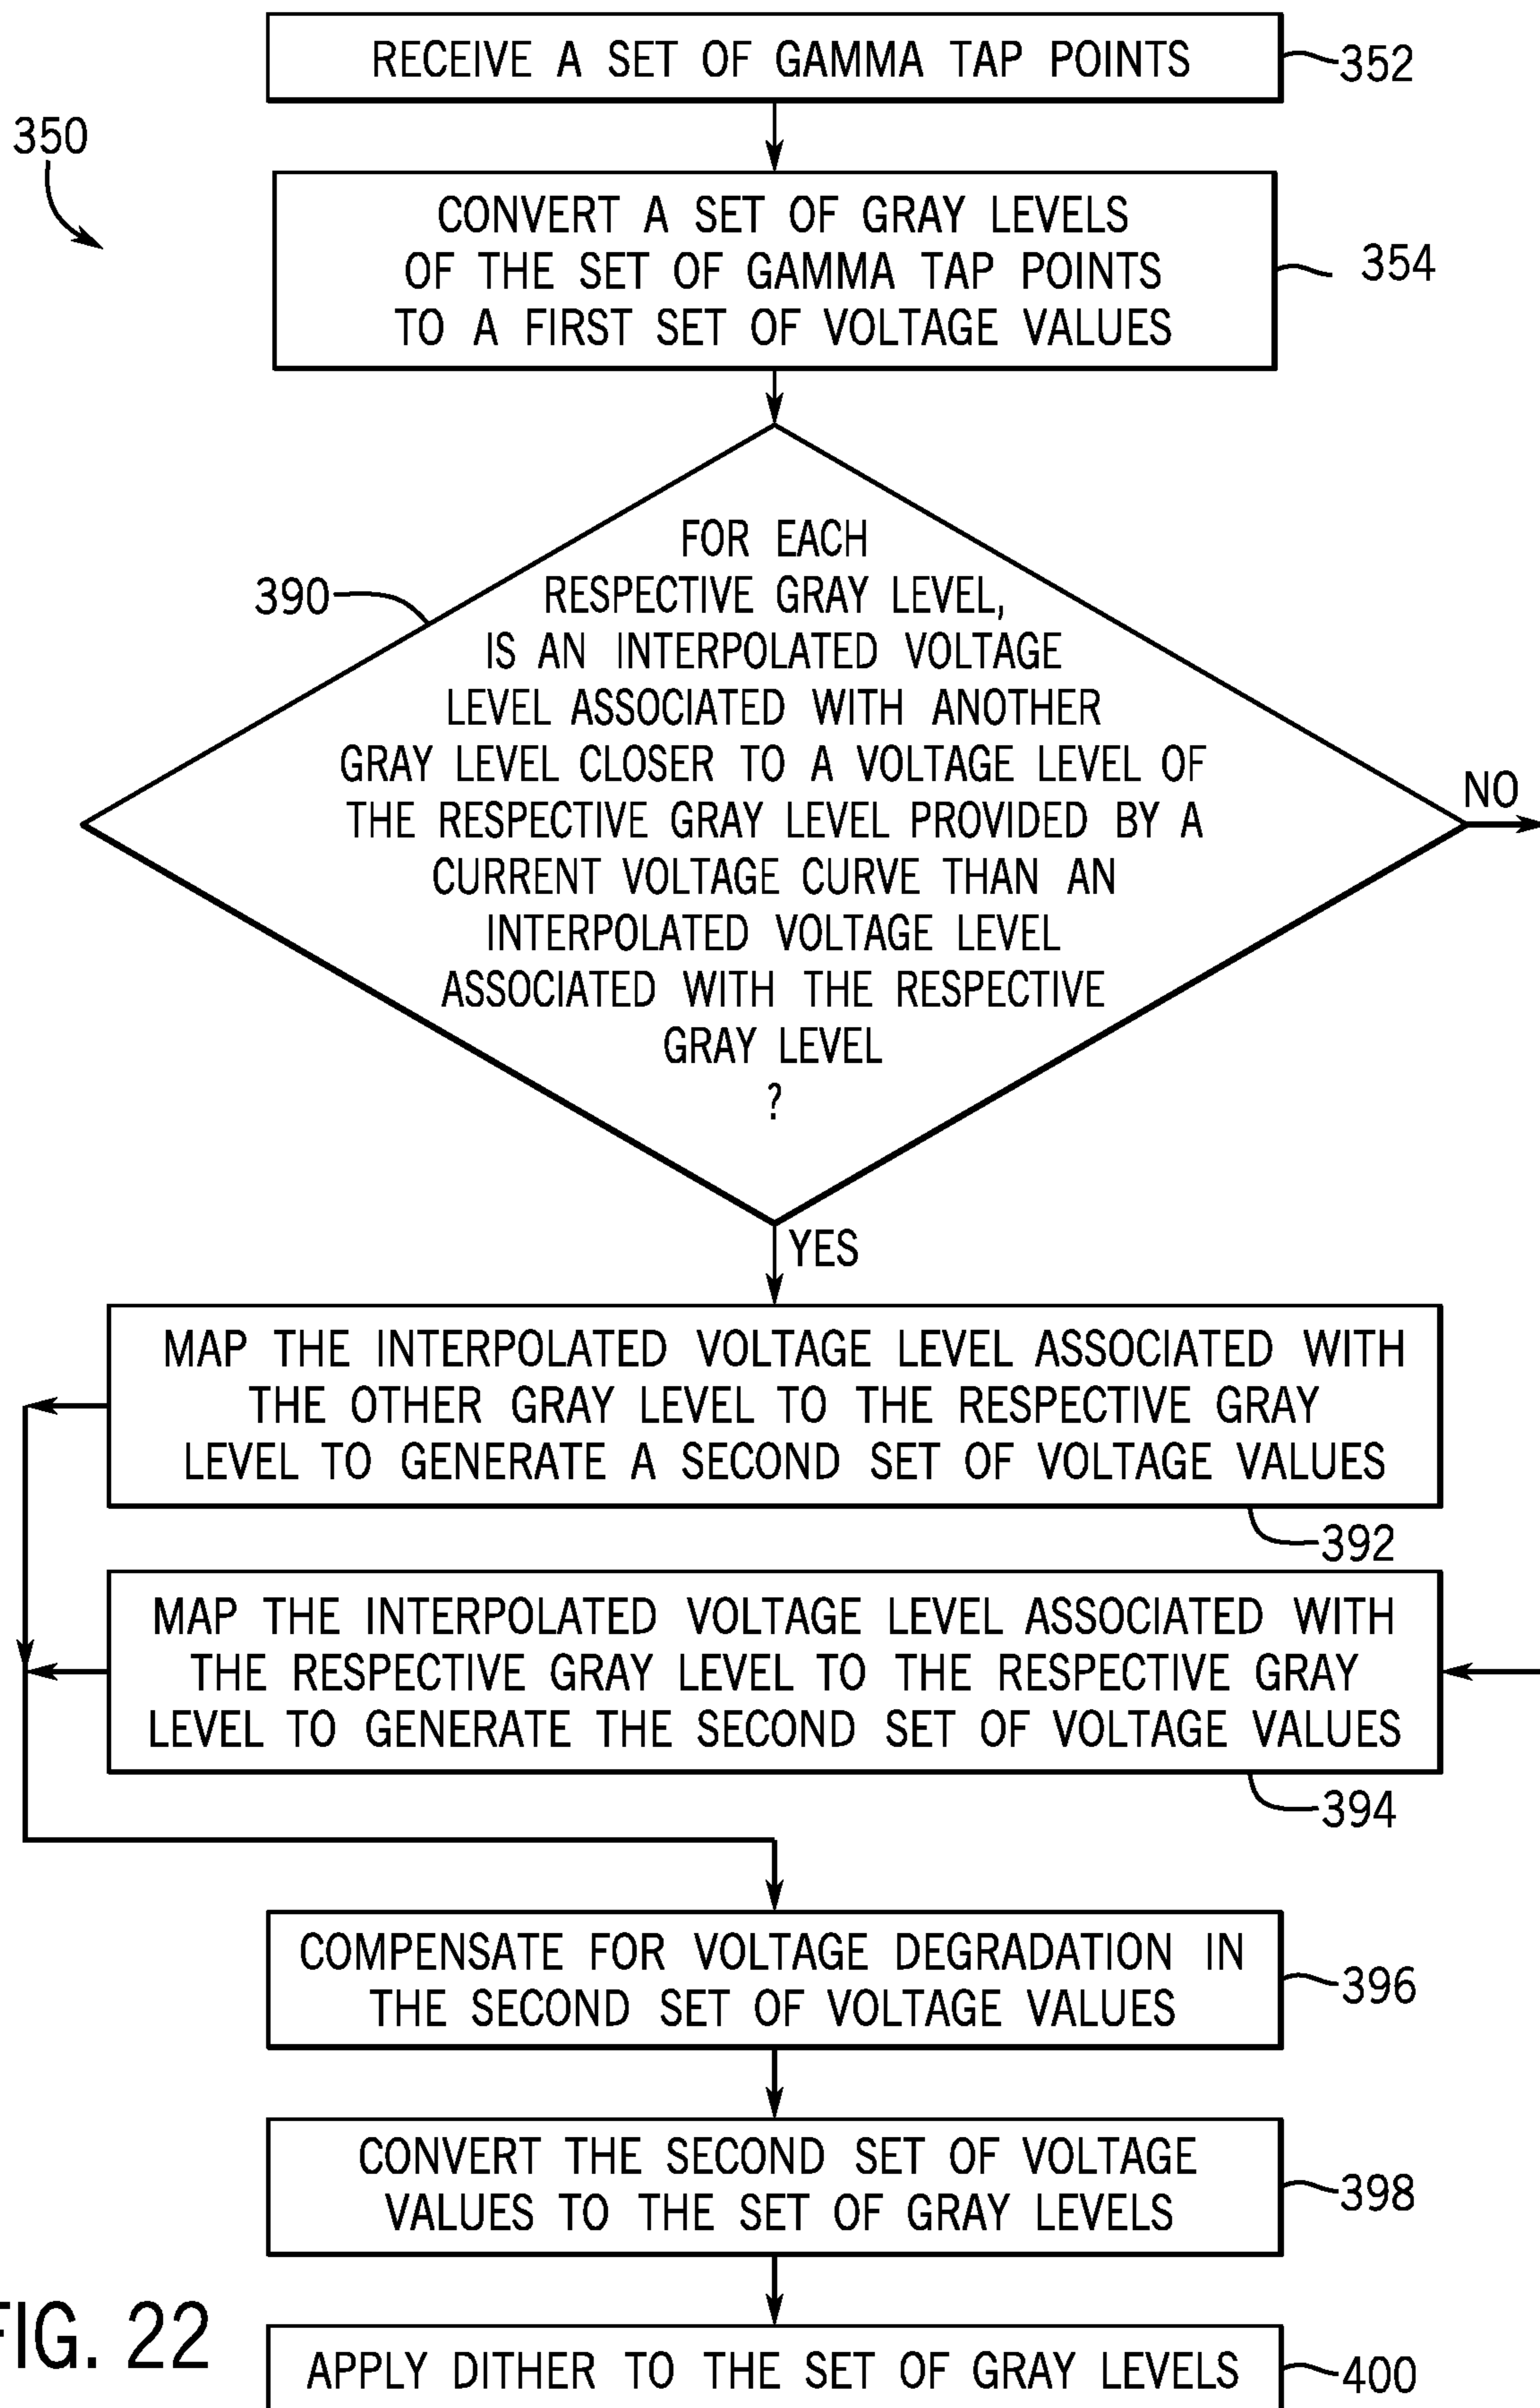 RECEIVE A SET OF GAMMA TAP POINTS
352
350
CONVERT A SET OF GRAY LEVELS
OF THE SET OF GAMMA TAP POINTS
TO A FIRST SET OF VOLTAGE VALUES
354
390
FOR EACH
RESPECTIVE GRAY LEVEL,
IS AN INTERPOLATED VOLTAGE
LEVEL ASSOCIATED WITH ANOTHER
GRAY LEVEL CLOSER TO A VOLTAGE LEVEL OF
THE RESPECTIVE GRAY LEVEL PROVIDED BY A
CURRENT VOLTAGE CURVE THAN AN
INTERPOLATED VOLTAGE LEVEL
ASSOCIATED WITH THE RESPECTIVE
GRAY LEVEL
?
NO
YES
MAP THE INTERPOLATED VOLTAGE LEVEL ASSOCIATED WITH
THE OTHER GRAY LEVEL TO THE RESPECTIVE GRAY
LEVEL TO GENERATE A SECOND SET OF VOLTAGE VALUES
392
MAP THE INTERPOLATED VOLTAGE LEVEL ASSOCIATED WITH
THE RESPECTIVE GRAY LEVEL TO THE RESPECTIVE GRAY
LEVEL TO GENERATE THE SECOND SET OF VOLTAGE VALUES
394
COMPENSATE FOR VOLTAGE DEGRADATION IN
THE SECOND SET OF VOLTAGE VALUES
396
CONVERT THE SECOND SET OF VOLTAGE
VALUES TO THE SET OF GRAY LEVELS
398
FIG. 22
APPLY DITHER TO THE SET OF GRAY LEVELS
400